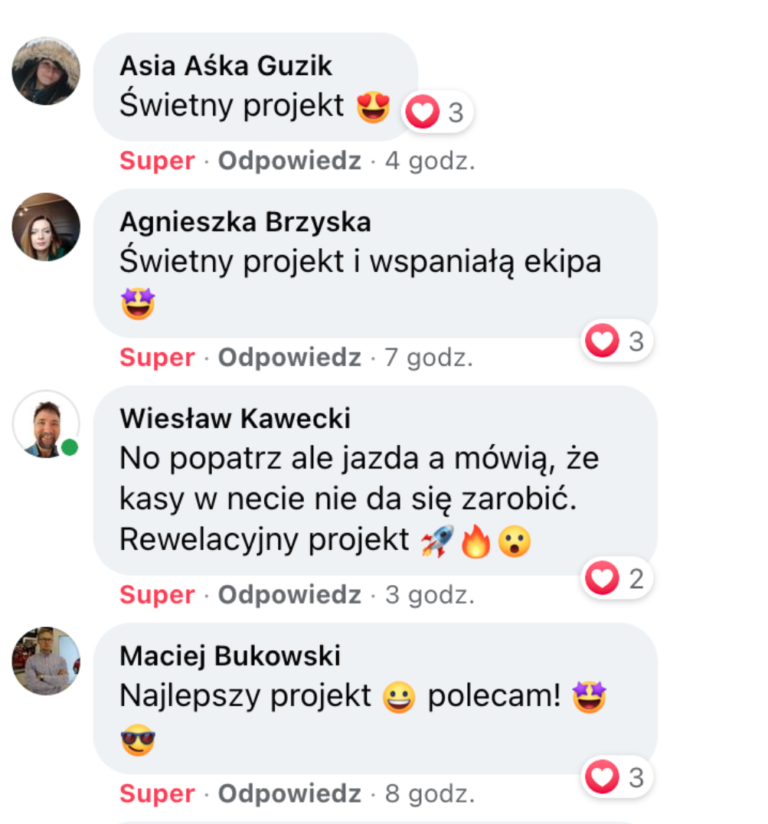 Asia Aśka Guzik
Świetny projekt 😍 3
Super · Odpowiedz · 4 godz.
Agnieszka Brzyska
Świetny projekt i wspaniałą ekipa
🤩
3
Super · Odpowiedz · 7 godz.
Wiesław Kawecki
No popatrz ale jazda a mówią, że
kasy w necie nie da się zarobić.
Rewelacyjny projekt 🚀🔥😮
2
Super · Odpowiedz · 3 godz.
Maciej Bukowski
Najlepszy projekt 😀 polecam! 🤩
😎
3
Super · Odpowiedz · 8 godz.